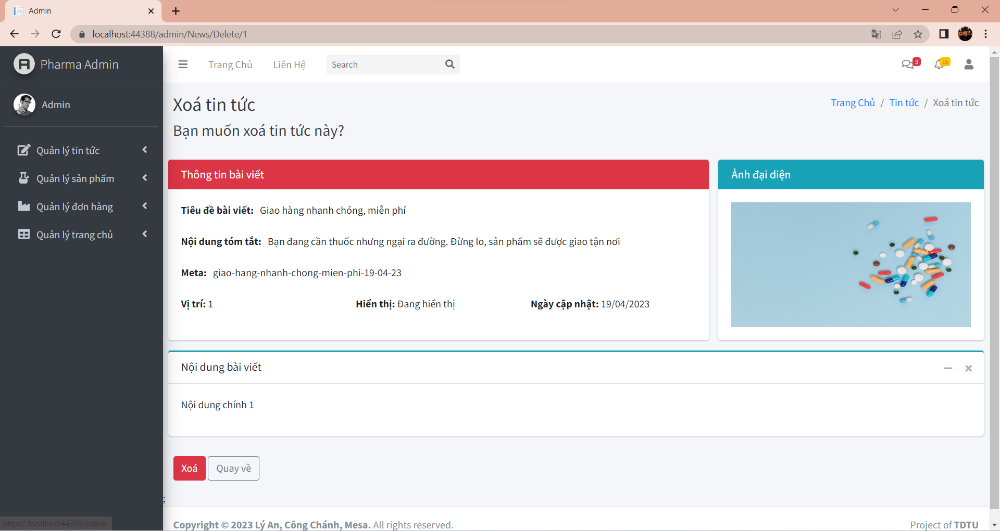 Admin
localhost:44388/admin/News/Delete/1
Pharma Admin
Trang Chủ
Liên Hệ
Search
3
15
Admin
Quản lý tin tức
Quản lý sản phẩm
Quản lý đơn hàng
Quản lý trang chủ
Xoá tin tức
Trang Chủ / Tin tức / Xoá tin tức
Bạn muốn xoá tin tức này?
Thông tin bài viết
Tiêu đề bài viết: Giao hàng nhanh chóng, miễn phí
Nội dung tóm tắt: Bạn đang cần thuốc nhưng ngại ra đường. Đừng lo, sản phẩm sẽ được giao tận nơi
Meta: giao-hang-nhanh-chong-mien-phi-19-04-23
Vị trí: 1
Hiển thị: Đang hiển thị
Ngày cập nhật: 19/04/2023
Ảnh đại diện
Nội dung bài viết
Nội dung chính 1
Xoá
Quay về
;
Copyright © 2023 Lý An, Công Chánh, Mesa. All rights reserved.
Project of TDTU
https://localhost:44388/admin